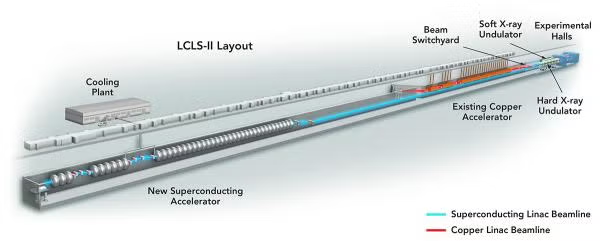 LCLS-II Layout
Cooling
Plant
Beam
Switchyard
Soft X-ray
Undulator
Experimental
Halls
Hard X-ray
Undulator
Existing Copper
Accelerator
New Superconducting
Accelerator
Superconducting Linac Beamline
Copper Linac Beamline